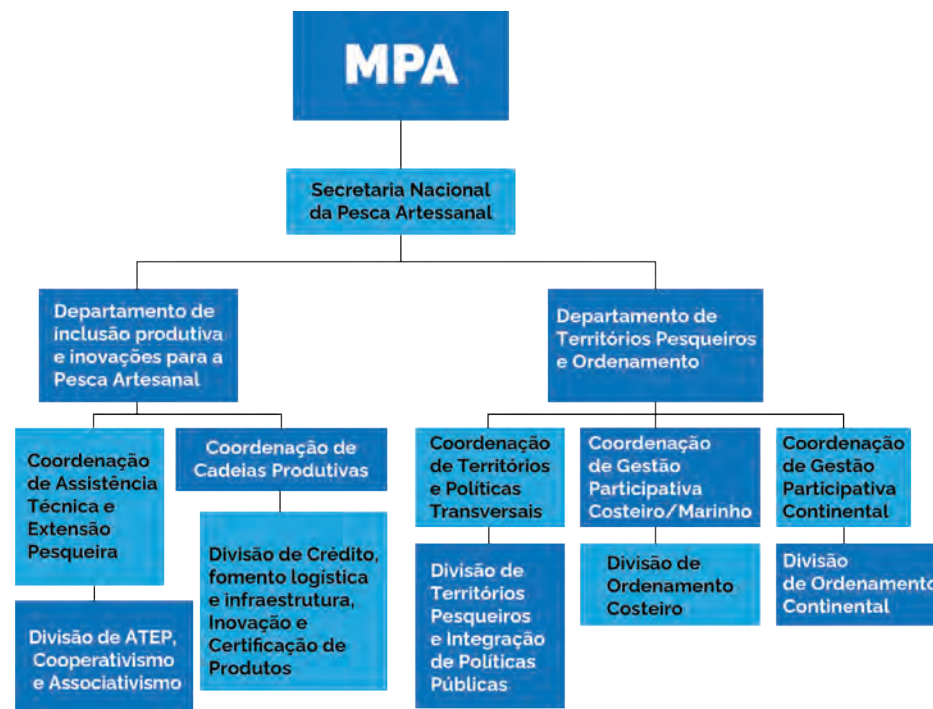 MPA
Secretaria Nacional
da Pesca Artessanal
Departamento de
inclusão produtiva
e inovações para a
Pesca Artesanal
Departamento de
Territórios Pesqueiros
e Ordenamento
Coordenação
de Assistência
Técnica e
Extensão
Pesqueira
Coordenação de
Cadeias Produtivas
Coordenação
de Territórios
e Políticas
Transversais
Coordenação
de Gestão
Participativa
Costeiro/Marinho
Coordenação
de Gestão
Participativa
Continental
Divisão de ATEP,
Cooperativismo
e Associativismo
Divisão de Crédito,
fomento logística
e infraestrutura,
Inovação e
Certificação de
Produtos
Divisão de
Territórios
Pesqueiros
e Integração
de Políticas
Públicas
Divisão de
Ordenamento
Costeiro
Divisão
de Ordenamento
Continental